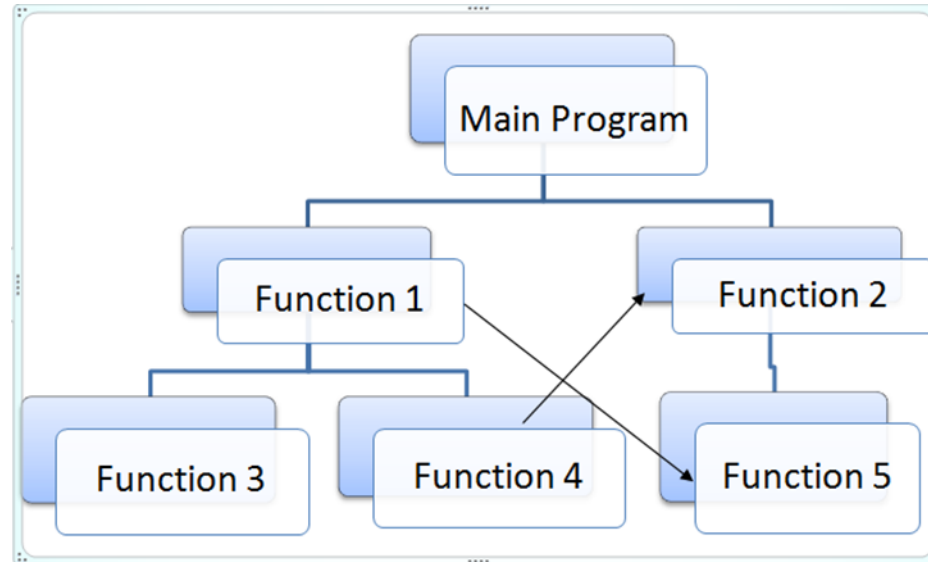 Main Program
Function 1
Function 2
Function 3
Function 4
Function 5